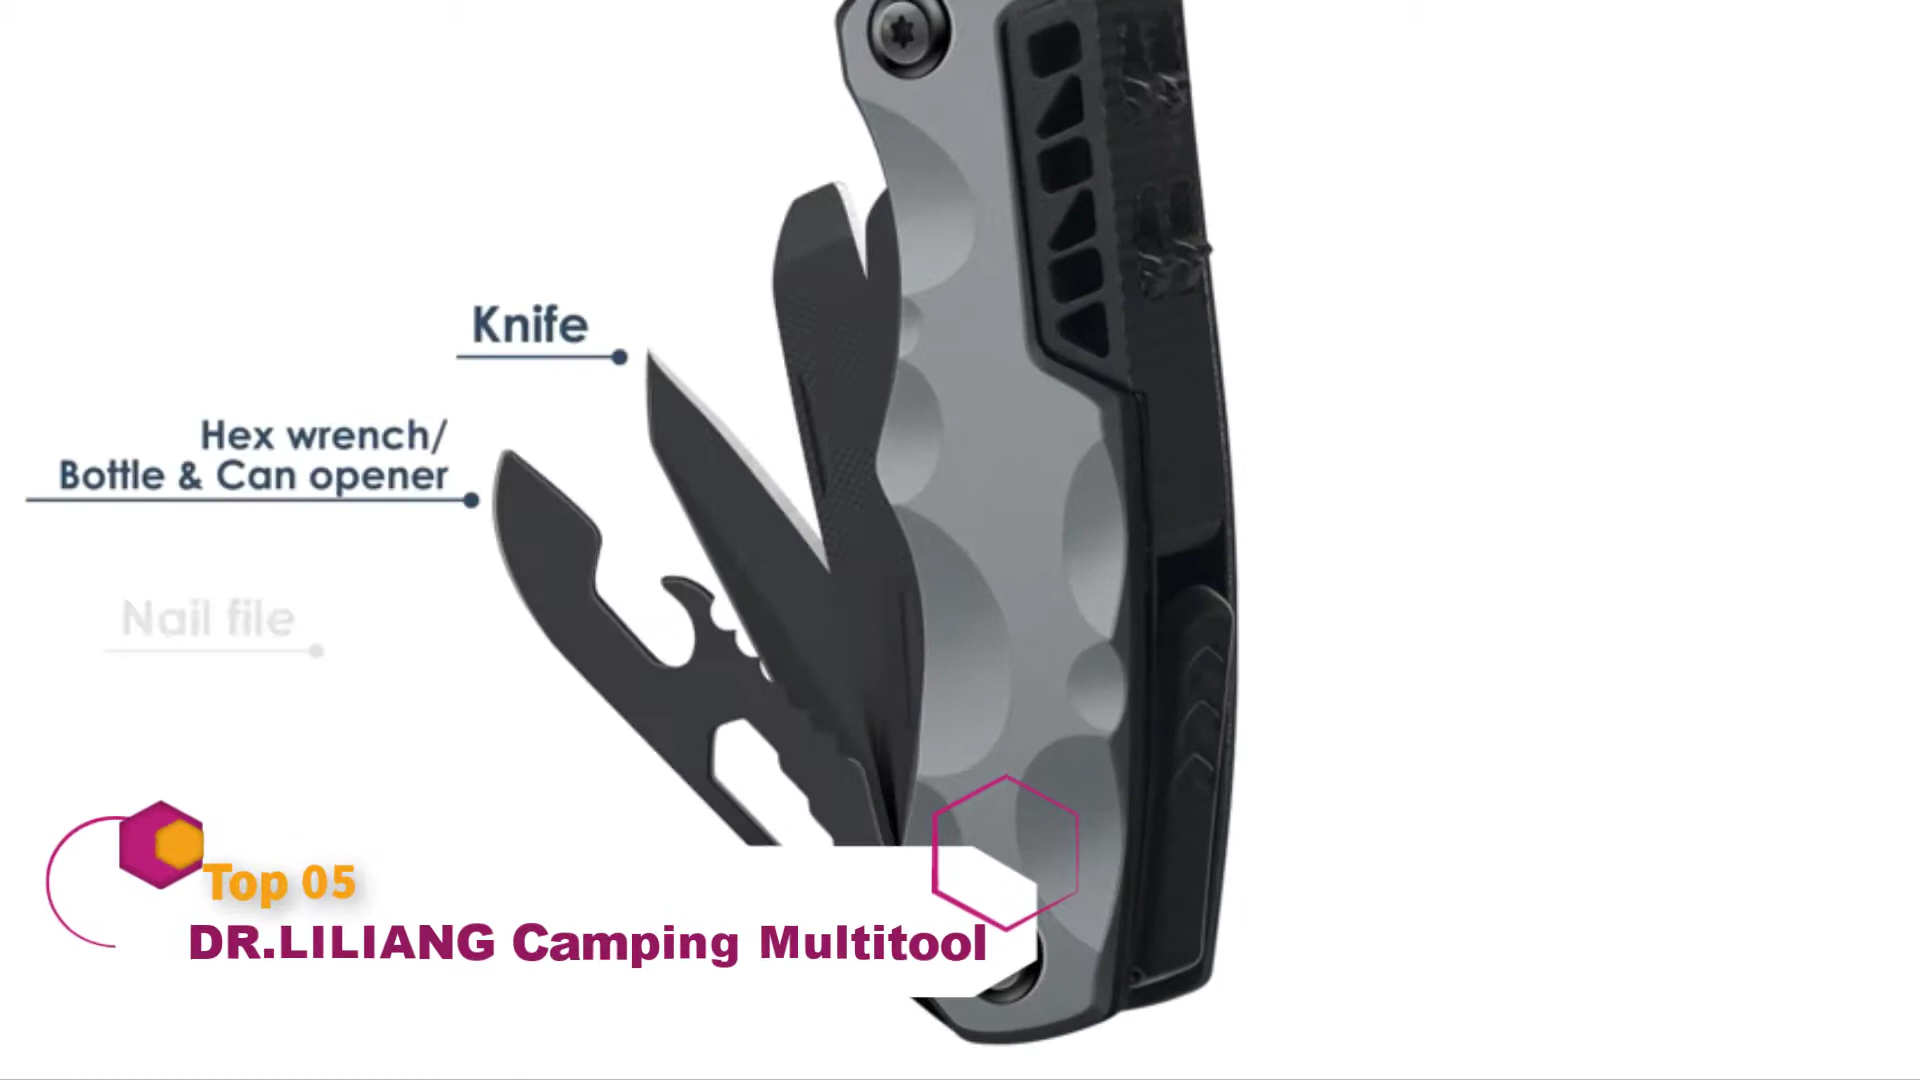 Knife
Hex wrench/
Bottle & Can opener
Nail file
Top 05
DR.LILIANG Camping Multitool